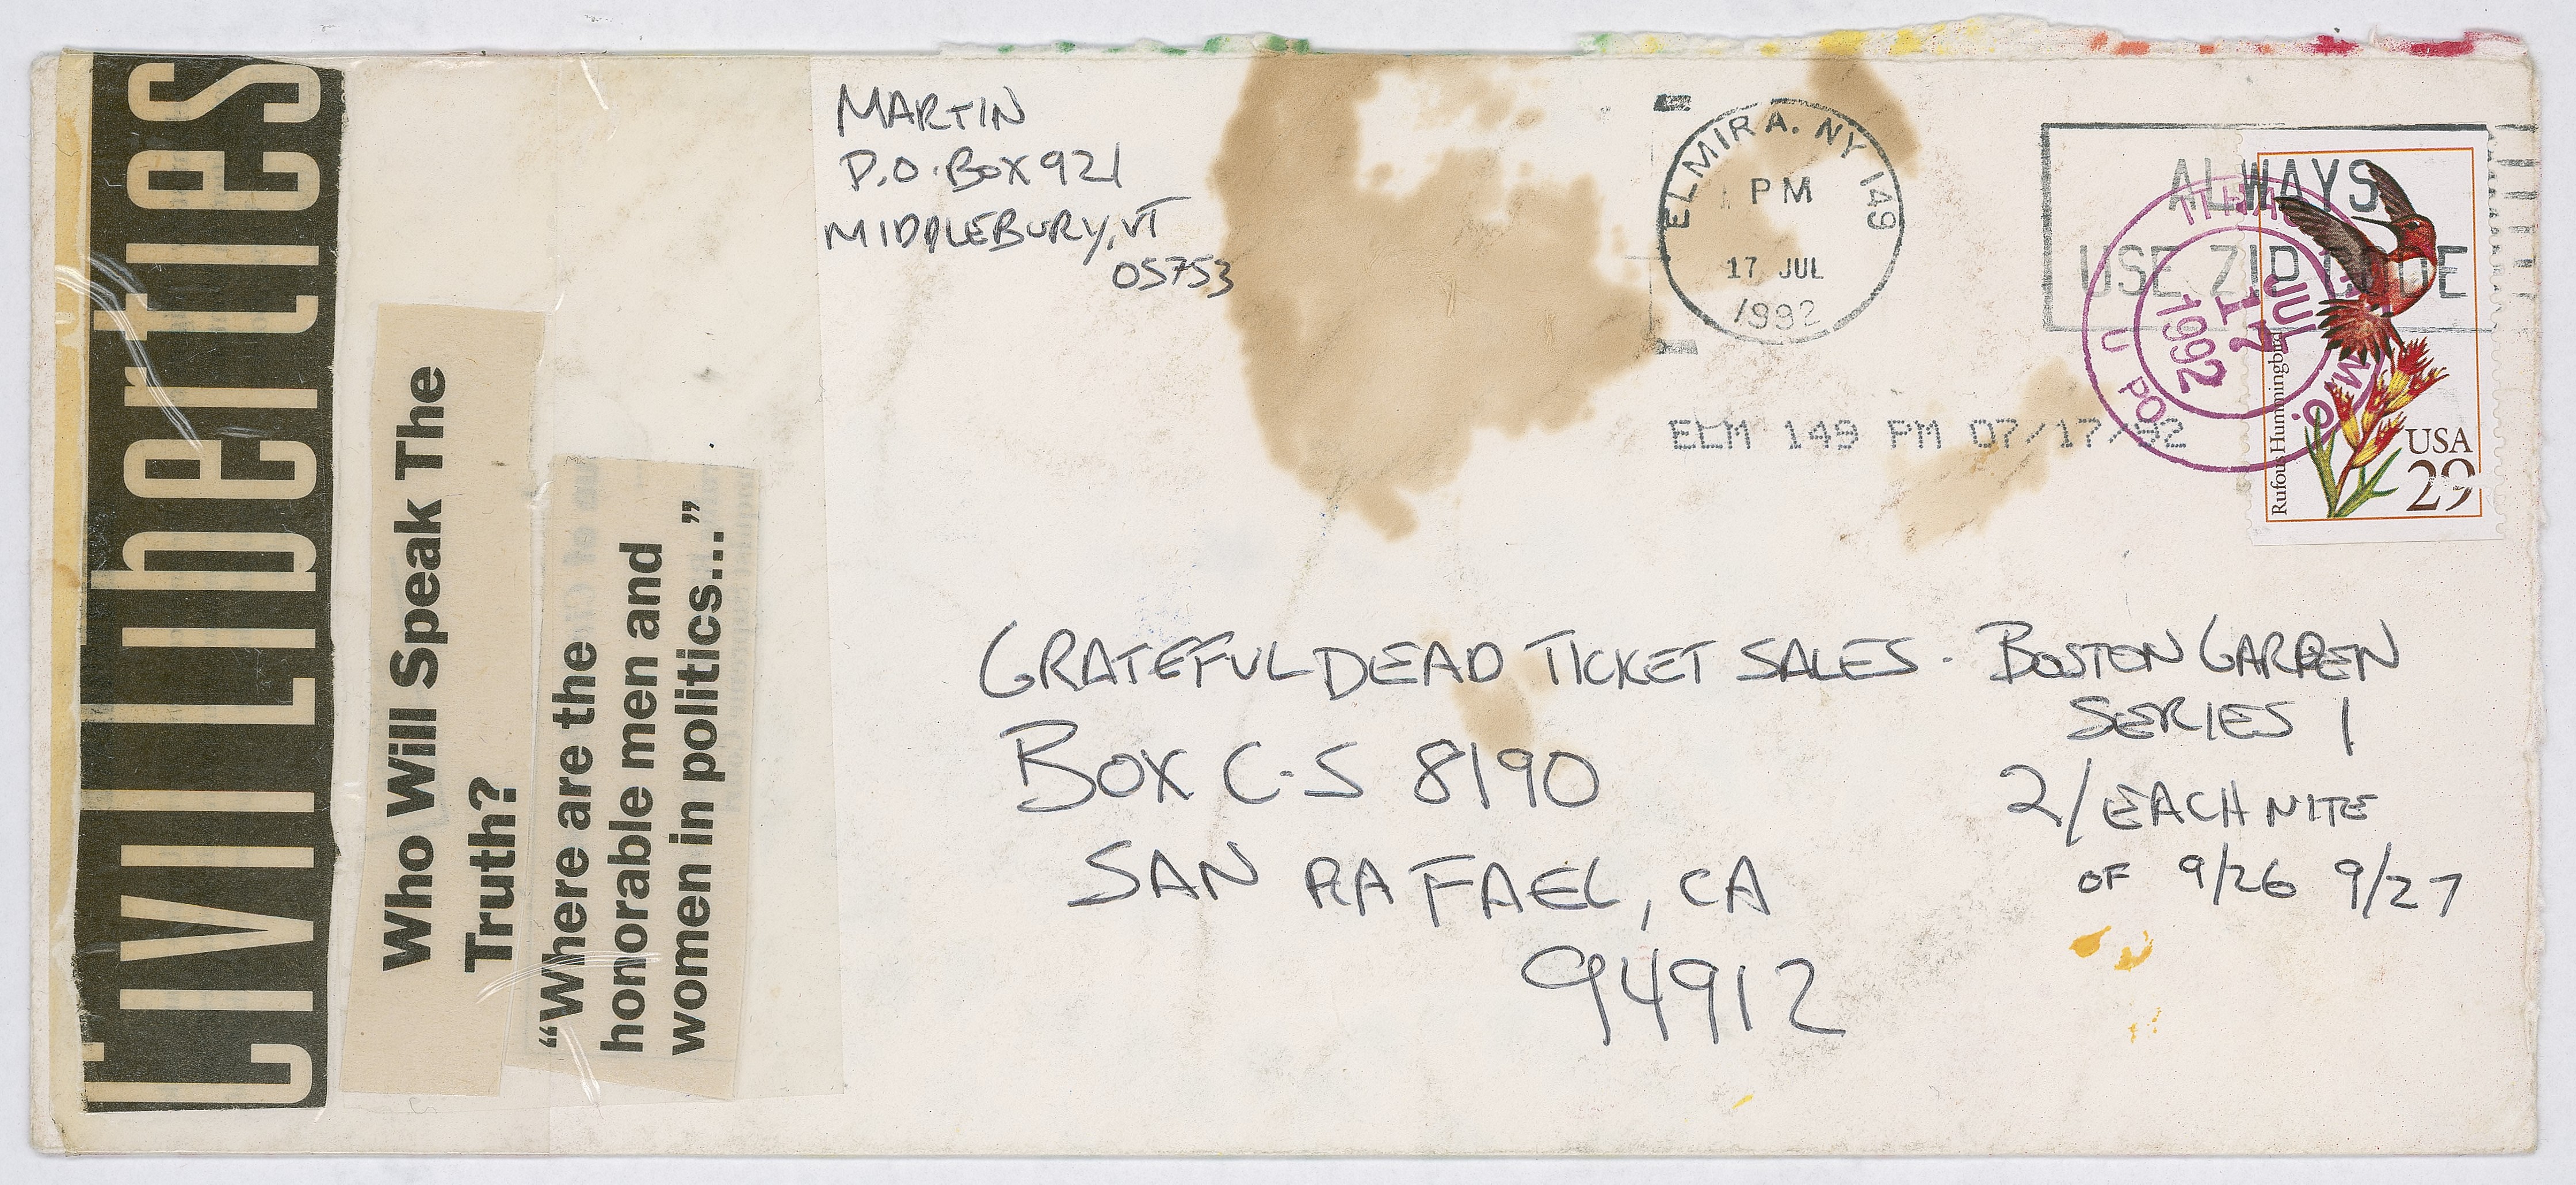 Civil Liberties
Who Will Speak The
Truth?
“Where are the
honorable men and
women in politics...”
MARTIN
P.O. BOX 921
MIDDLEBURY, VT
05753
ELMIRA. NY 149
PM
17 JUL
1992
ALWAYS
USE ZIP CODE
ELM 149 PM 07/17/92
JUL
17
1992
Rufous Hummingbird
USA
29
GRATEFUL DEAD TICKET SALES - BOSTON GARDEN
SERIES 1
BOX C-S 8190
2/EACH NITE
SAN RAFAEL, CA
OF 9/26 9/27
94912